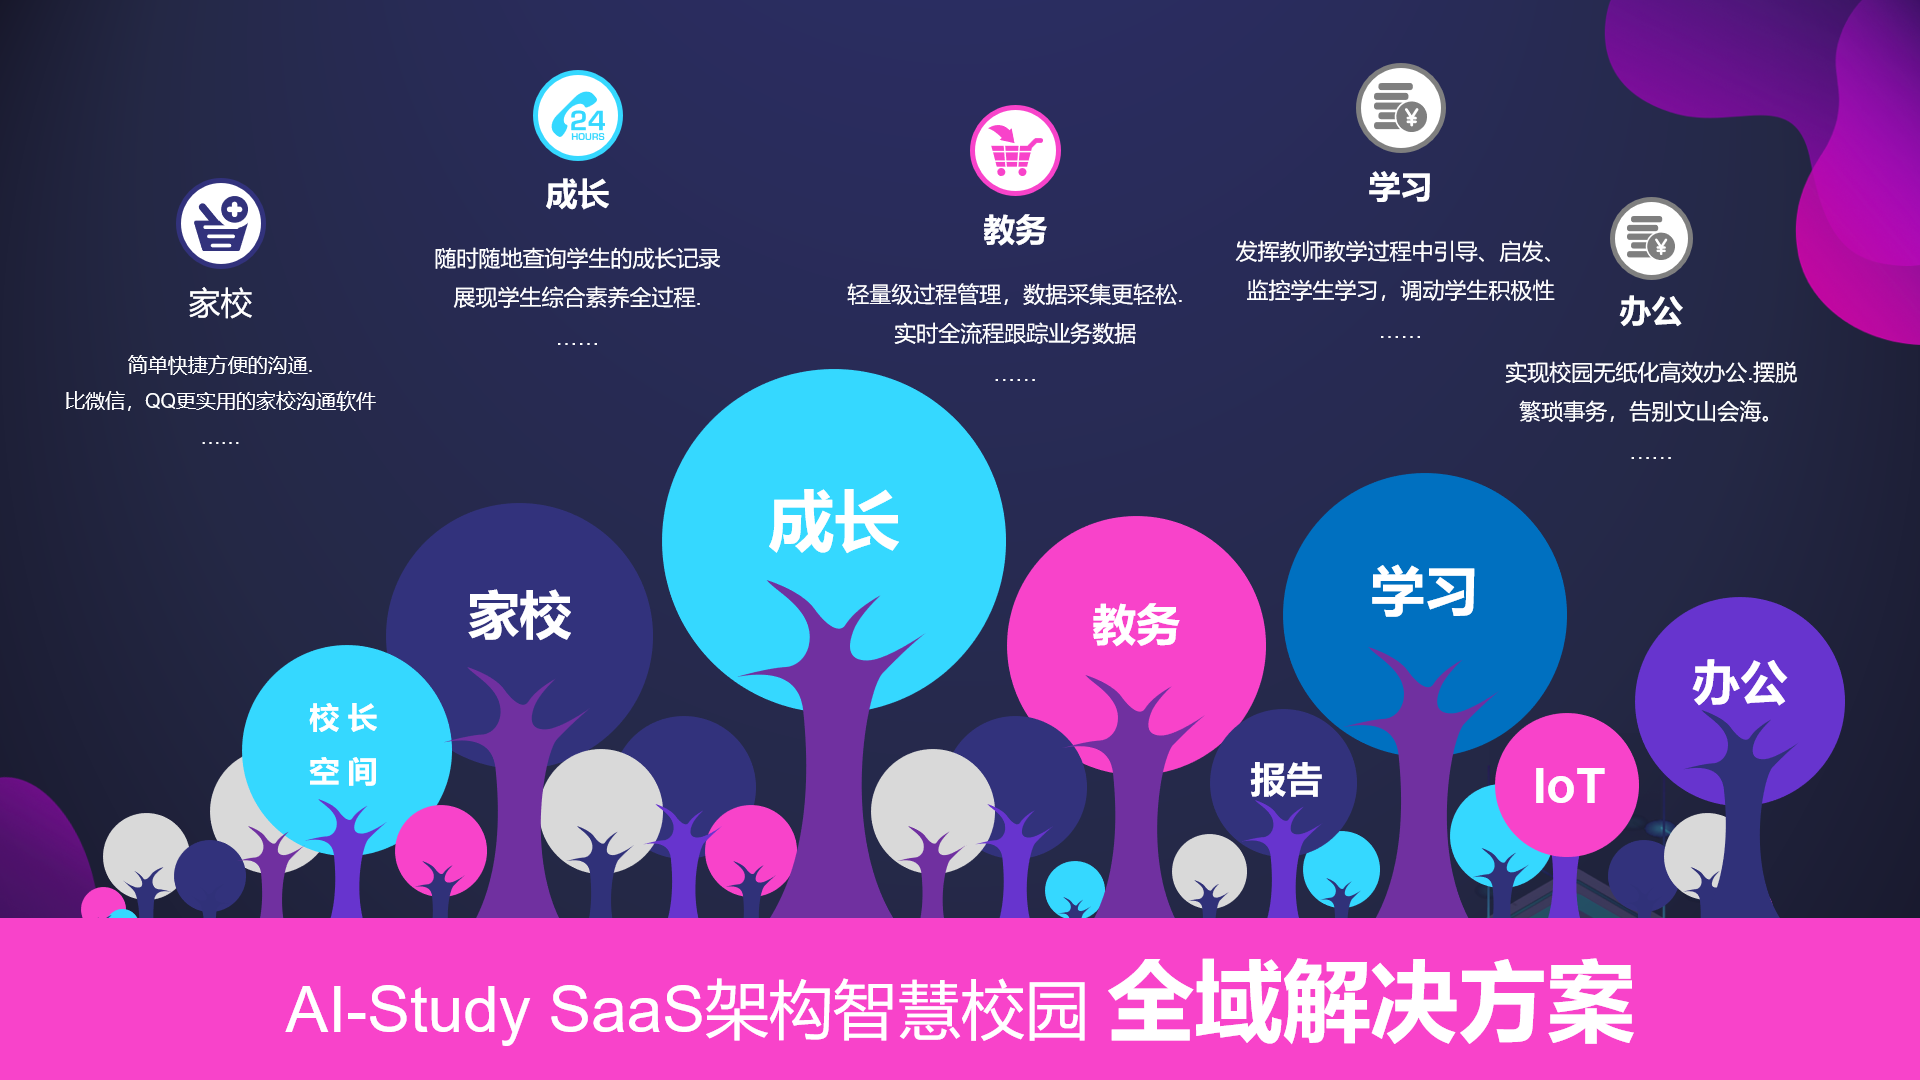 24
HOURS
成长
随时随地查询学生的成长记录
展现学生综合素养全过程.
……
家校
简单快捷方便的沟通.
比微信，QQ更实用的家校沟通软件
……
教务
轻量级过程管理，数据采集更轻松.
实时全流程跟踪业务数据
……
¥
学习
发挥教师教学过程中引导、启发、
监控学生学习，调动学生积极性
……
¥
办公
实现校园无纸化高效办公.摆脱
繁琐事务，告别文山会海。
……
校长
空间
家校
成长
教务
报告
学习
IoT
办公
AI-Study SaaS架构智慧校园 全域解决方案